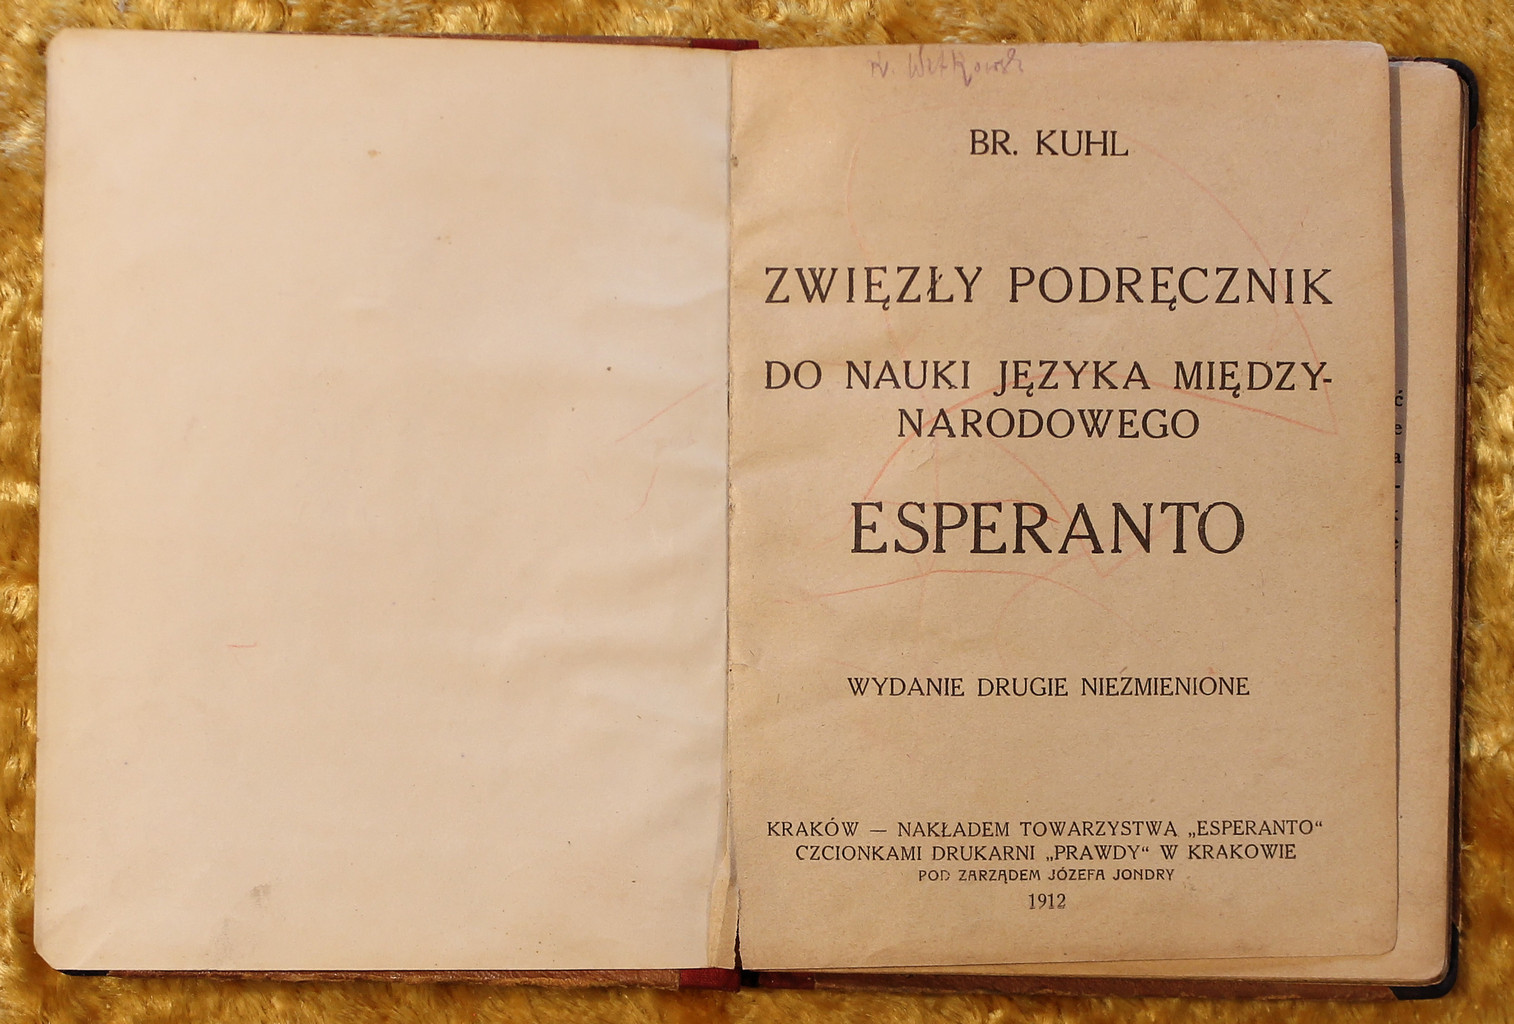 BR. KUHL
ZWIĘZŁY PODRĘCZNIK
DO NAUKI JĘZYKA MIĘDZY-
NARODOWEGO
ESPERANTO
WYDANIE DRUGIE NIEZMIENIONE
KRAKÓW — NAKŁADEM TOWARZYSTWA „ESPERANTO“
CZCIONKAMI DRUKARNI „PRAWDY“ W KRAKOWIE
POD ZARZĄDEM JÓZEFA JONDRY
1912